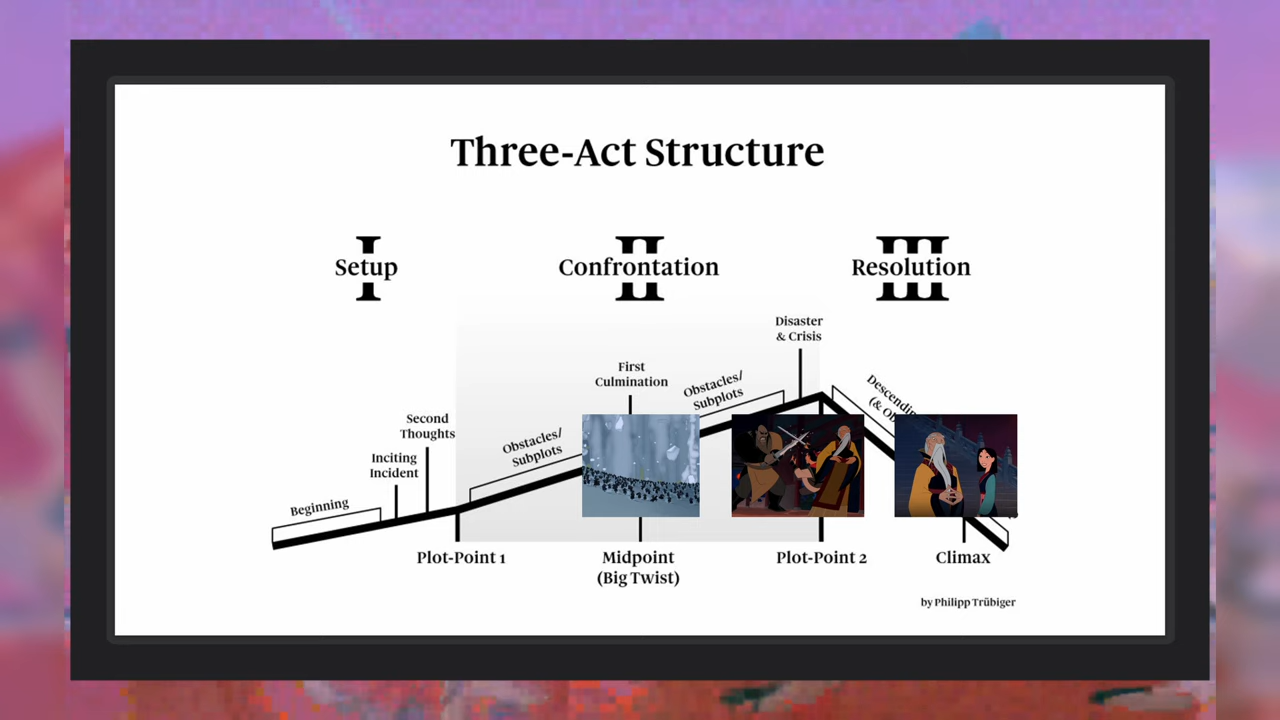 Three-Act Structure
I
Setup
II
Confrontation
III
Resolution
Disaster
& Crisis
First
Culmination
Obstacles/
Subplots
Second
Thoughts
Obstacles/
Subplots
Inciting
Incident
Beginning
Plot-Point 1
Midpoint
(Big Twist)
Plot-Point 2
Climax
by Philipp Trübiger